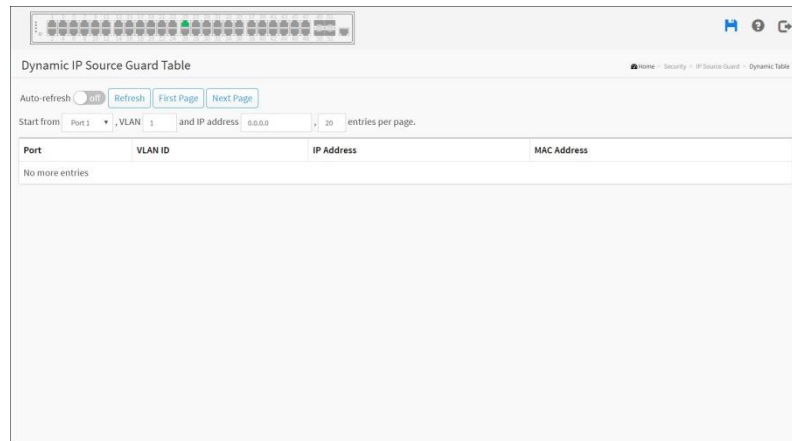 Dynamic IP Source Guard Table
Home - Security - IP Source Guard - Dynamic Table
Auto-refresh off Refresh First Page Next Page
Start from Port 1 , VLAN 1 and IP address 0.0.0.0 , 20 entries per page.
Port VLAN ID IP Address MAC Address
No more entries